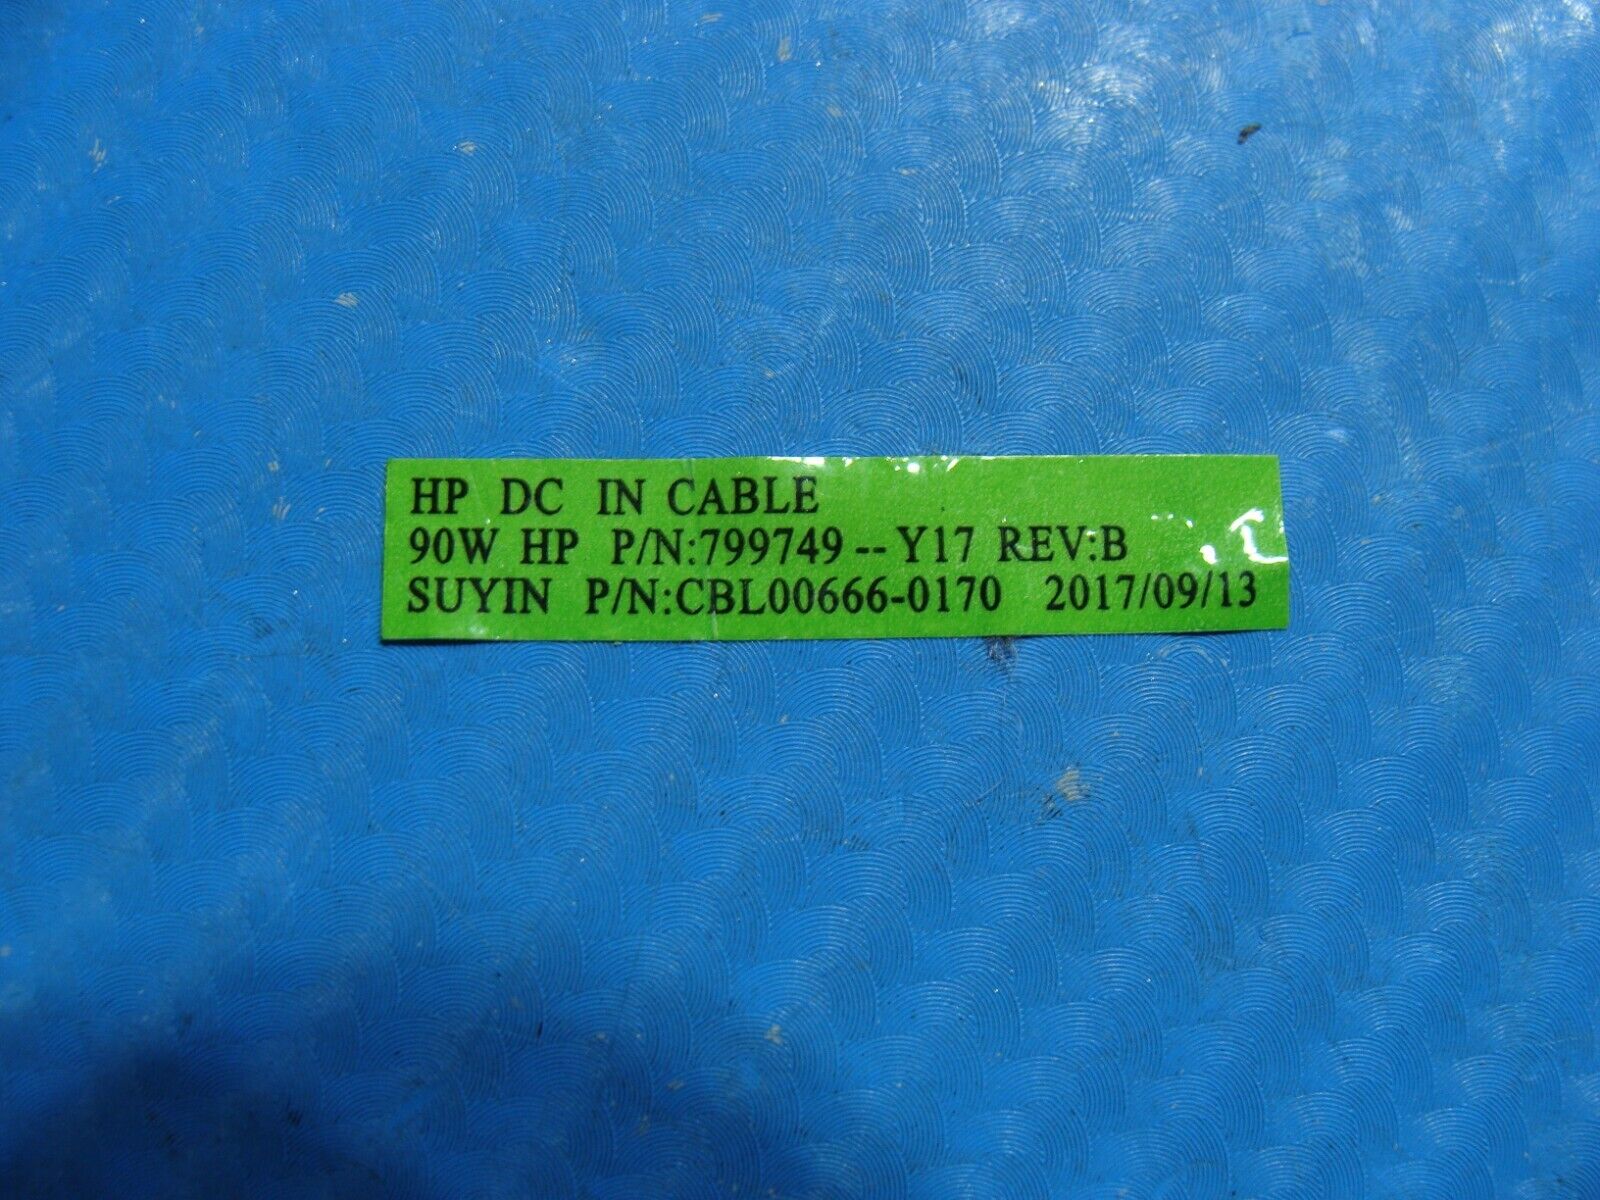 HP DC IN CABLE
90W HP P/N:799749--Y17 REV:B
SUYIN P/N:CBL00666-0170 2017/09/13